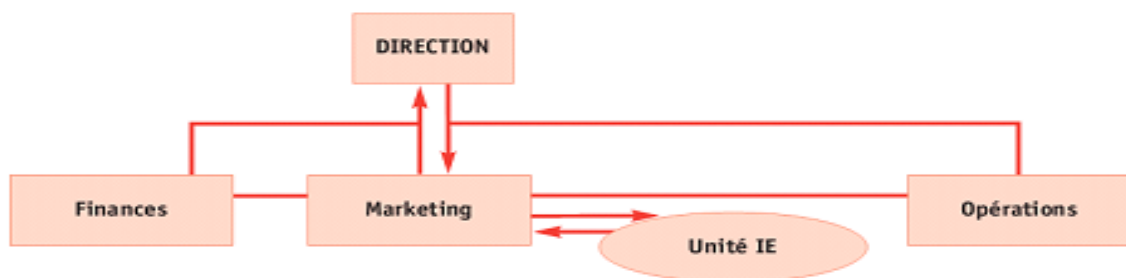 DIRECTION
Finances
Marketing
Opérations
Unité IE